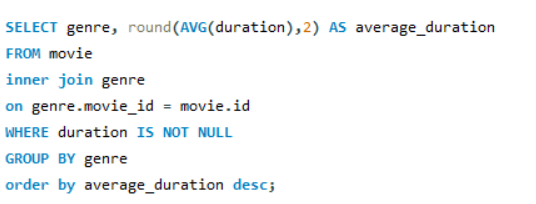 SELECT genre, round(AVG(duration),2) AS average_duration
FROM movie
inner join genre
on genre.movie_id = movie.id
WHERE duration IS NOT NULL
GROUP BY genre
order by average_duration desc;